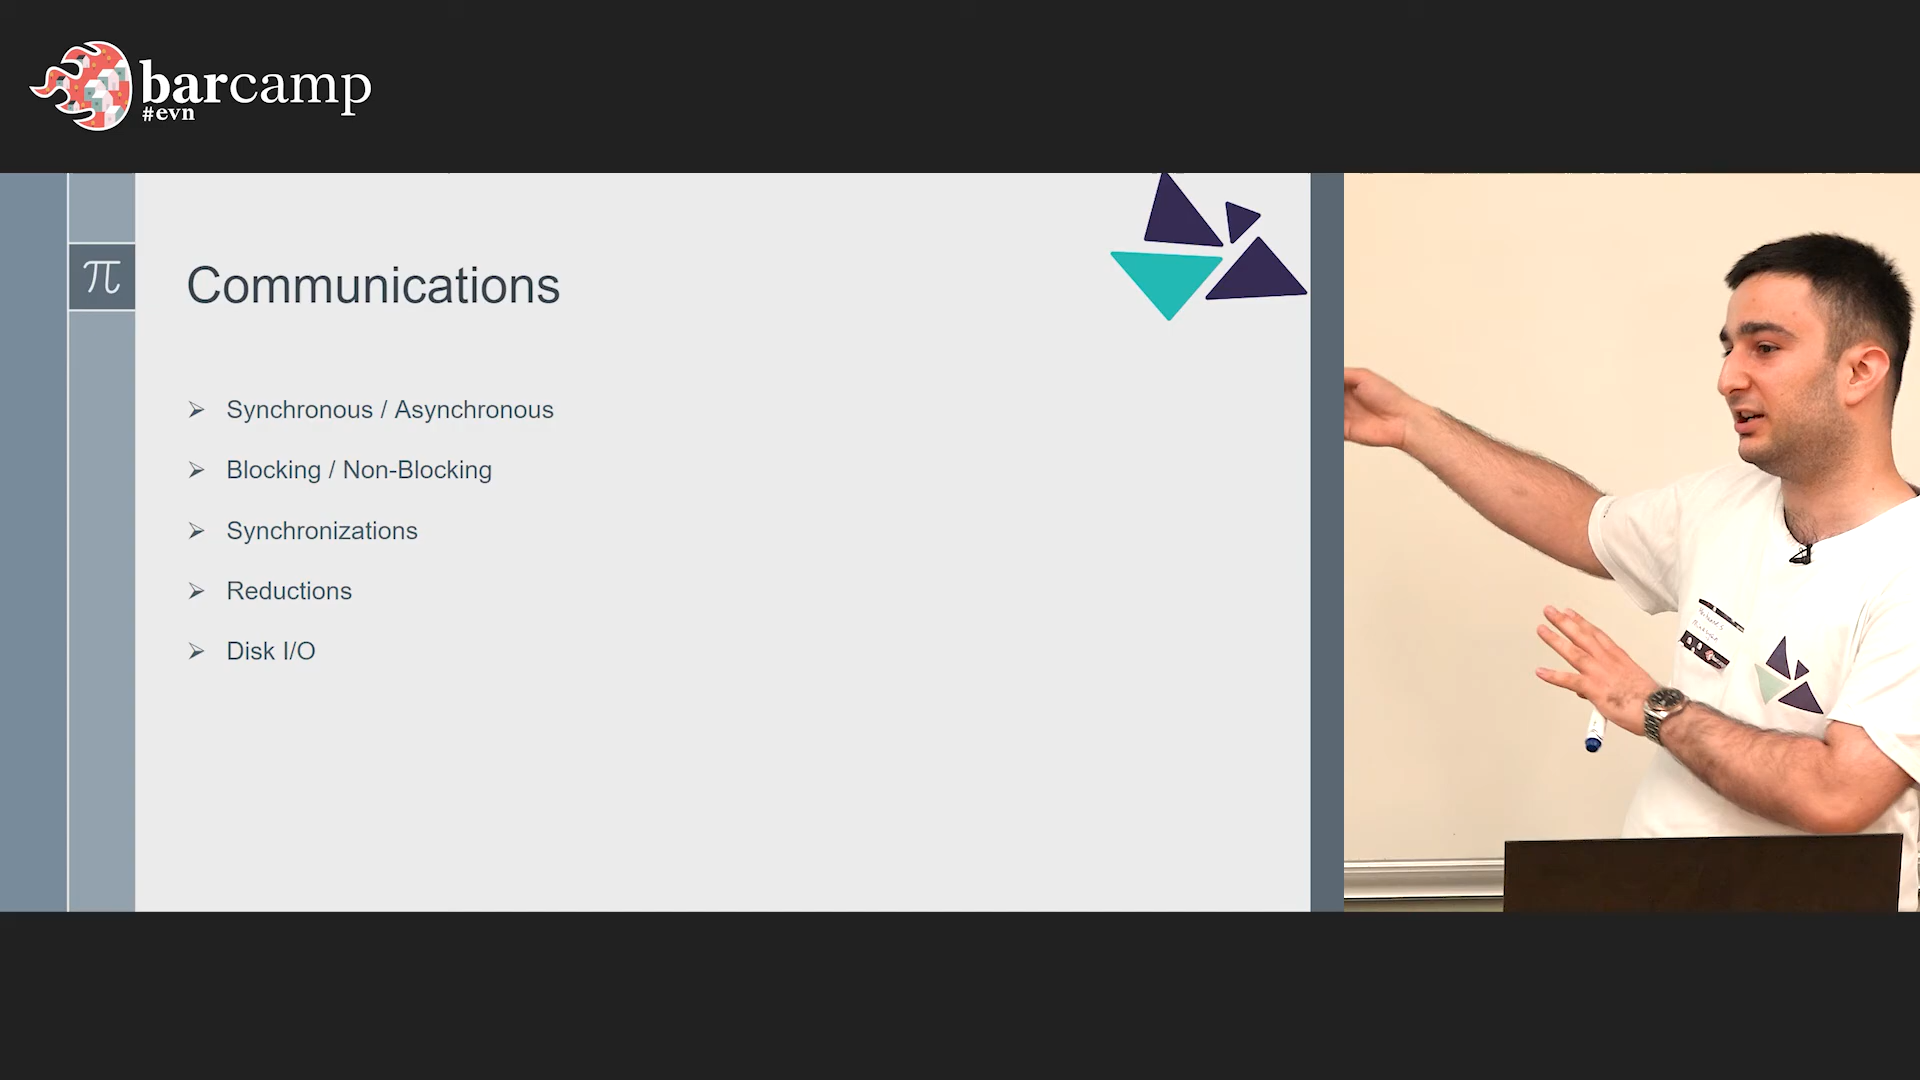 barcamp
#evn
π
Communications
➢ Synchronous / Asynchronous
➢ Blocking / Non-Blocking
➢ Synchronizations
➢ Reductions
➢ Disk I/O